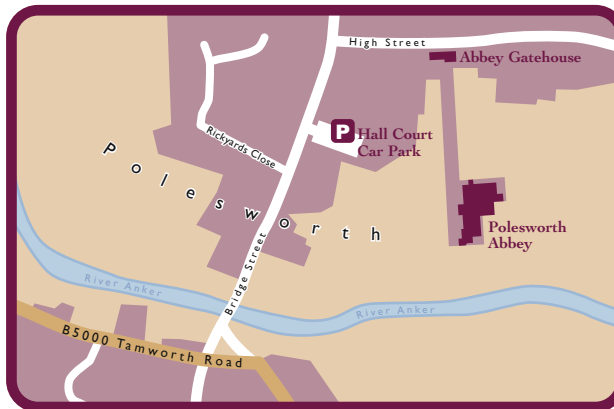 High Street
Abbey Gatehouse
P
Hall Court
Car Park
Rickyards Close
Polesworth
Polesworth
Abbey
Bridge Street
River Anker
River Anker
B5000 Tamworth Road